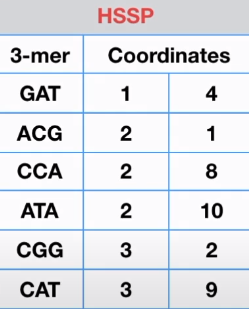 HSSP
3-mer Coordinates
GAT 1 4
ACG 2 1
CCA 2 8
ATA 2 10
CGG 3 2
CAT 3 9